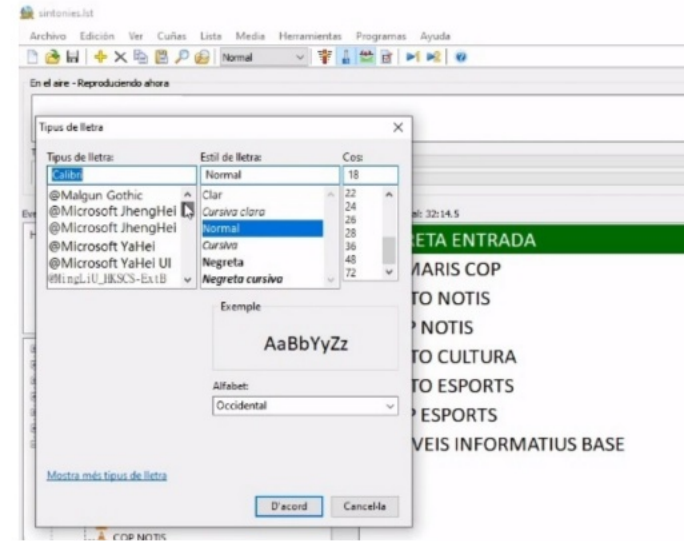 sintonies.lst
Archivo Edición Ver Cuñas Lista Media Herramientas Programas Ayuda
Normal
En el aire - Reproduciendo ahora
Tipus de lletra
Tipus de lletra: Estil de lletra: Cos:
Calibri Normal 18
@Malgun Gothic
@Microsoft JhengHei
@Microsoft JhengHei
@Microsoft YaHei
@Microsoft YaHei UI
@MingLiU_HKSCS-ExtB
Clar
Cursiva clara
Normal
Cursiva
Negreta
Negreta cursiva
22
24
26
28
36
48
72
Exemple
AaBbYyZz
Alfabet:
Occidental
Mostra més tipus de lletra
D'acord Cancel·la
al: 32:14.5
ETA ENTRADA
MARIS COP
TO NOTIS
P NOTIS
TO CULTURA
TO ESPORTS
P ESPORTS
VEIS INFORMATIUS BASE
COP NOTIS